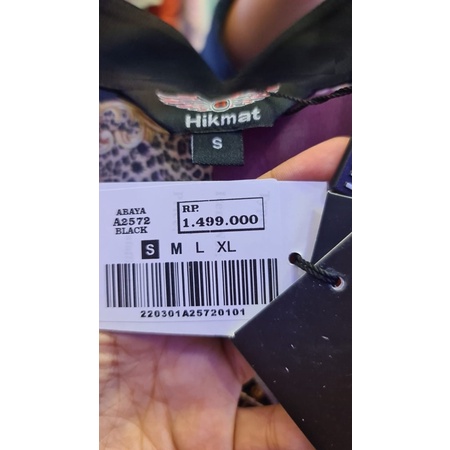 Hikmat
S
ABAYA
A2572
BLACK
RP.
1.499.000
S M L XL
220301A25720101